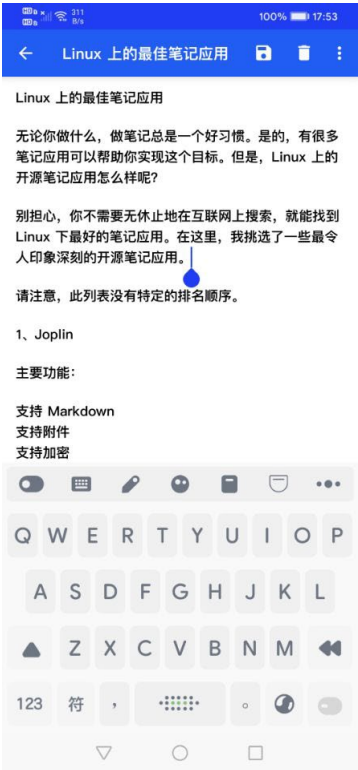 311
B/s
100%
17:53
Linux 上的最佳笔记应用
Linux 上的最佳笔记应用
无论你做什么，做笔记总是一个好习惯。是的，有很多
笔记应用可以帮助你实现这个目标。但是，Linux 上的
开源笔记应用怎么样呢？
别担心，你不需要无休止地在互联网上搜索，就能找到
Linux 下最好的笔记应用。在这里，我挑选了一些最令
人印象深刻的开源笔记应用。
请注意，此列表没有特定的排名顺序。
1、Joplin
主要功能：
支持 Markdown
支持附件
支持加密
Q W E R T Y U I O P
A S D F G H J K L
Z X C V B N M
123 符 ， 。